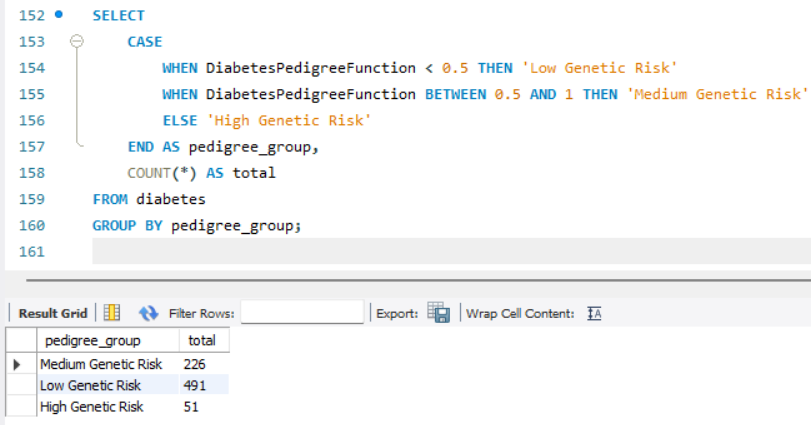 152 SELECT
153 CASE
154 WHEN DiabetesPedigreeFunction < 0.5 THEN 'Low Genetic Risk'
155 WHEN DiabetesPedigreeFunction BETWEEN 0.5 AND 1 THEN 'Medium Genetic Risk'
156 ELSE 'High Genetic Risk'
157 END AS pedigree_group,
158 COUNT(*) AS total
159 FROM diabetes
160 GROUP BY pedigree_group;
161
Result Grid Filter Rows: Export: Wrap Cell Content: IA
pedigree_group total
Medium Genetic Risk 226
Low Genetic Risk 491
High Genetic Risk 51